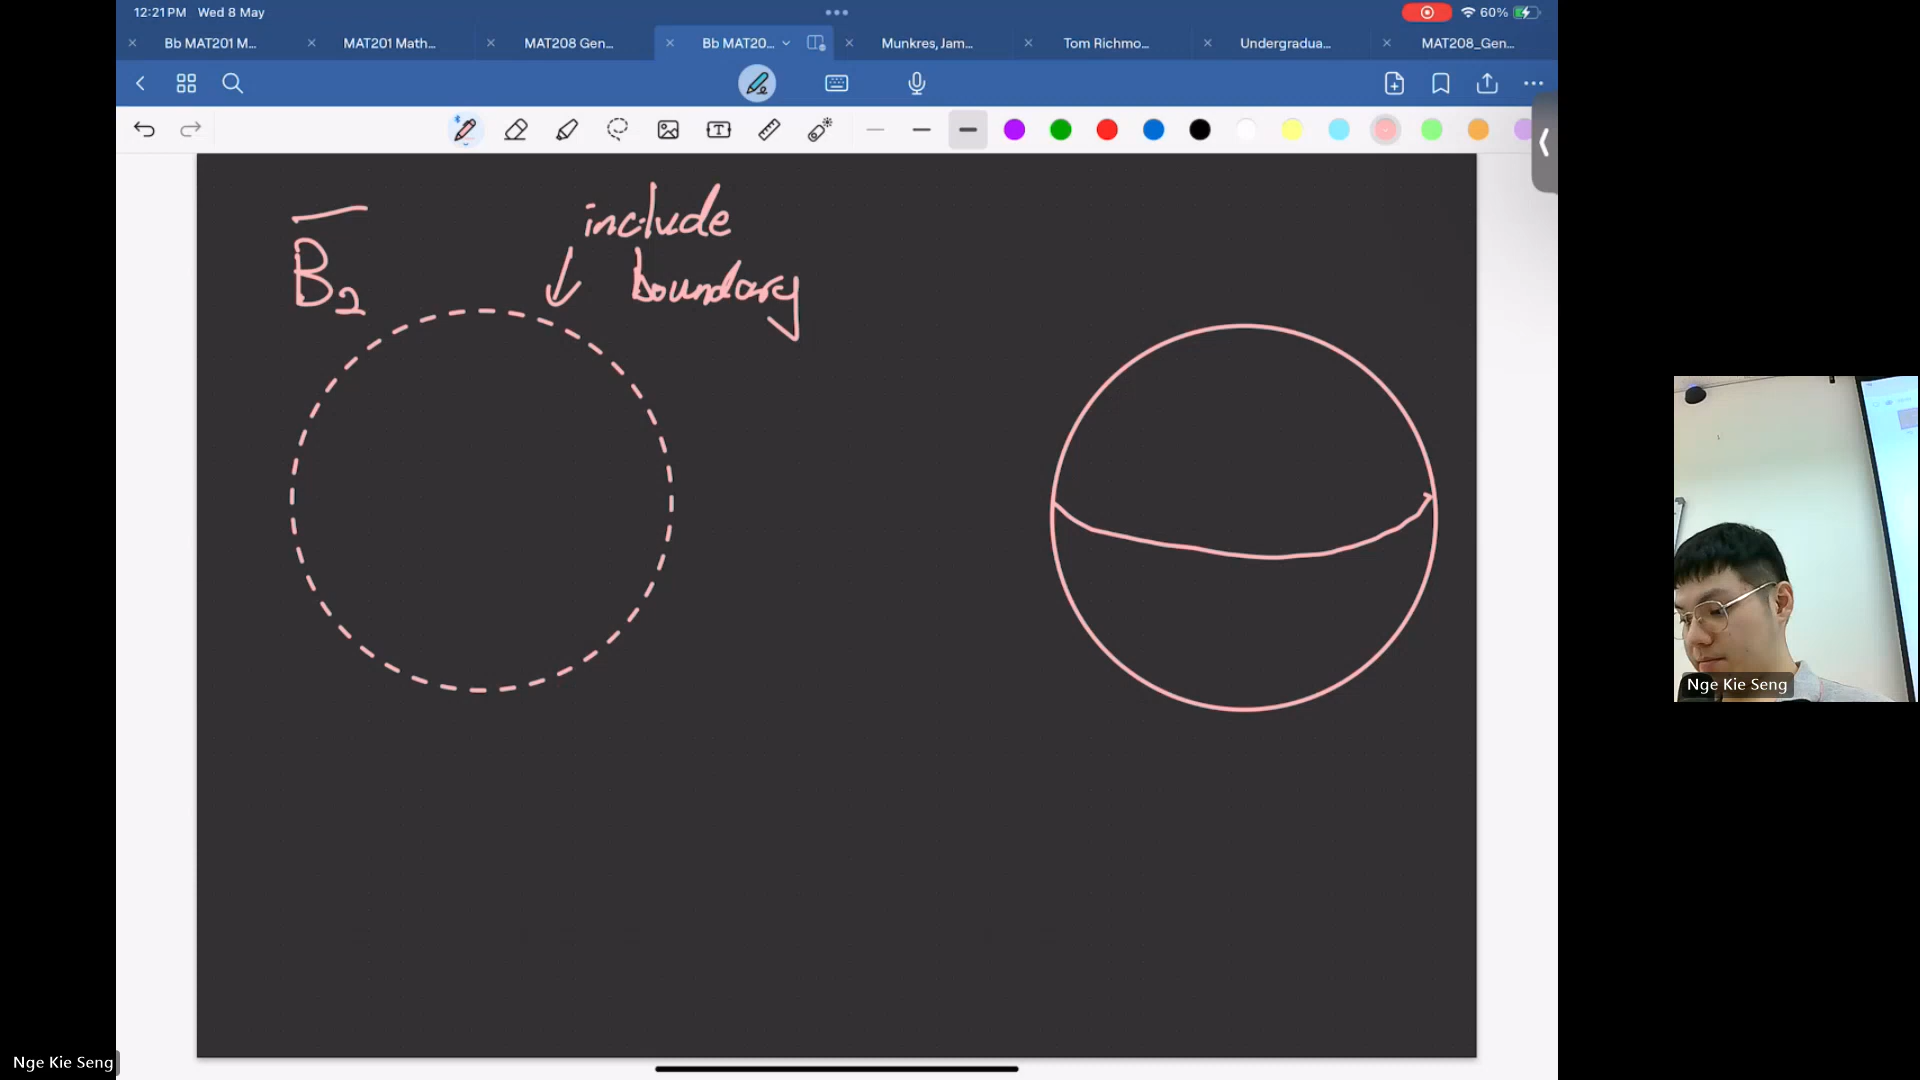 12:21 PM Wed 8 May
60%
Bb MAT201 M...
MAT201 Math...
MAT208 Gen...
Bb MAT20...
Munkres, Jam...
Tom Richmo...
Undergradua...
MAT208_Gen...
B̅₂
include
boundary
Nge Kie Seng
Nge Kie Seng